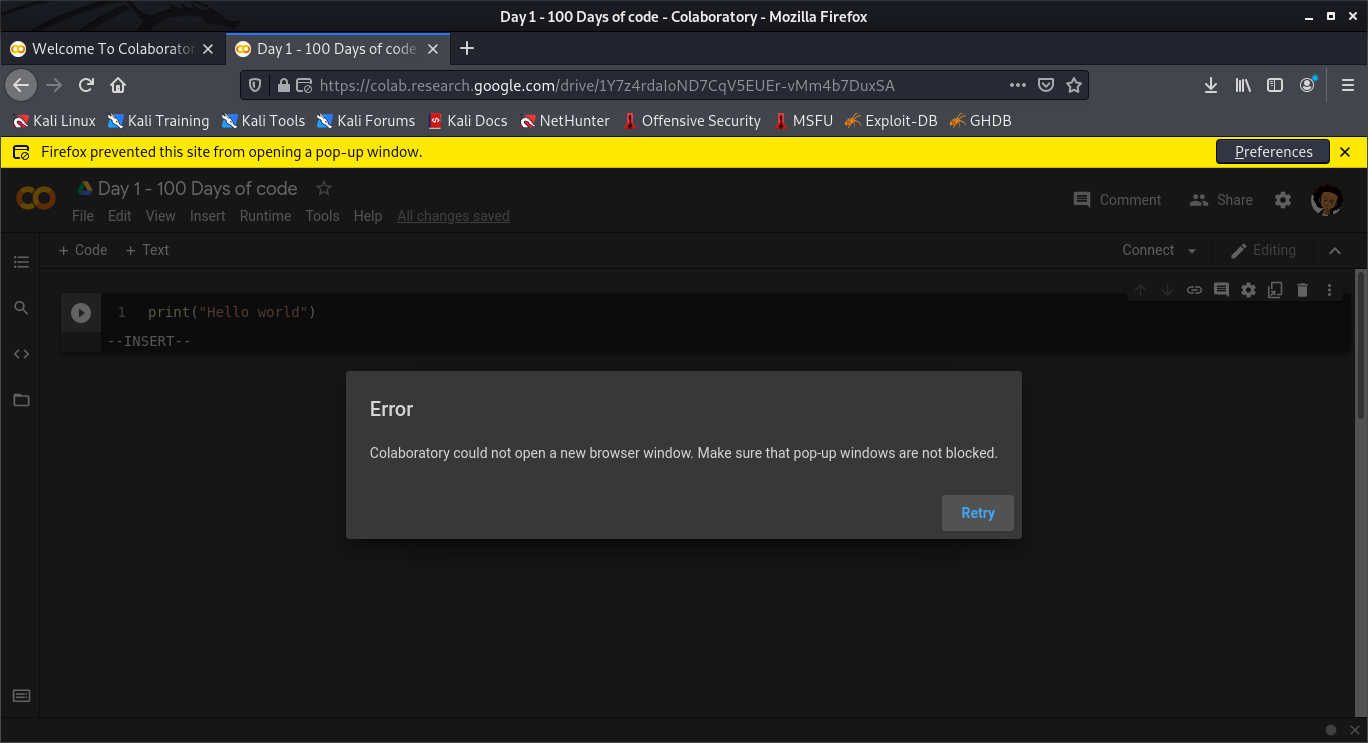 Day 1 - 100 Days of code - Colaboratory - Mozilla Firefox
Welcome To Colaborator
Day 1 - 100 Days of code
https://colab.research.google.com/drive/1Y7z4rdaIoND7CqV5EUEr-vMm4b7DuxSA
Kali Linux Kali Training Kali Tools Kali Forums Kali Docs NetHunter Offensive Security MSFU Exploit-DB GHDB
Firefox prevented this site from opening a pop-up window. Preferences
Day 1 - 100 Days of code
Comment Share
File Edit View Insert Runtime Tools Help All changes saved
+ Code + Text Connect Editing
1 print("Hello world")
--INSERT--
Error
Colaboratory could not open a new browser window. Make sure that pop-up windows are not blocked.
Retry